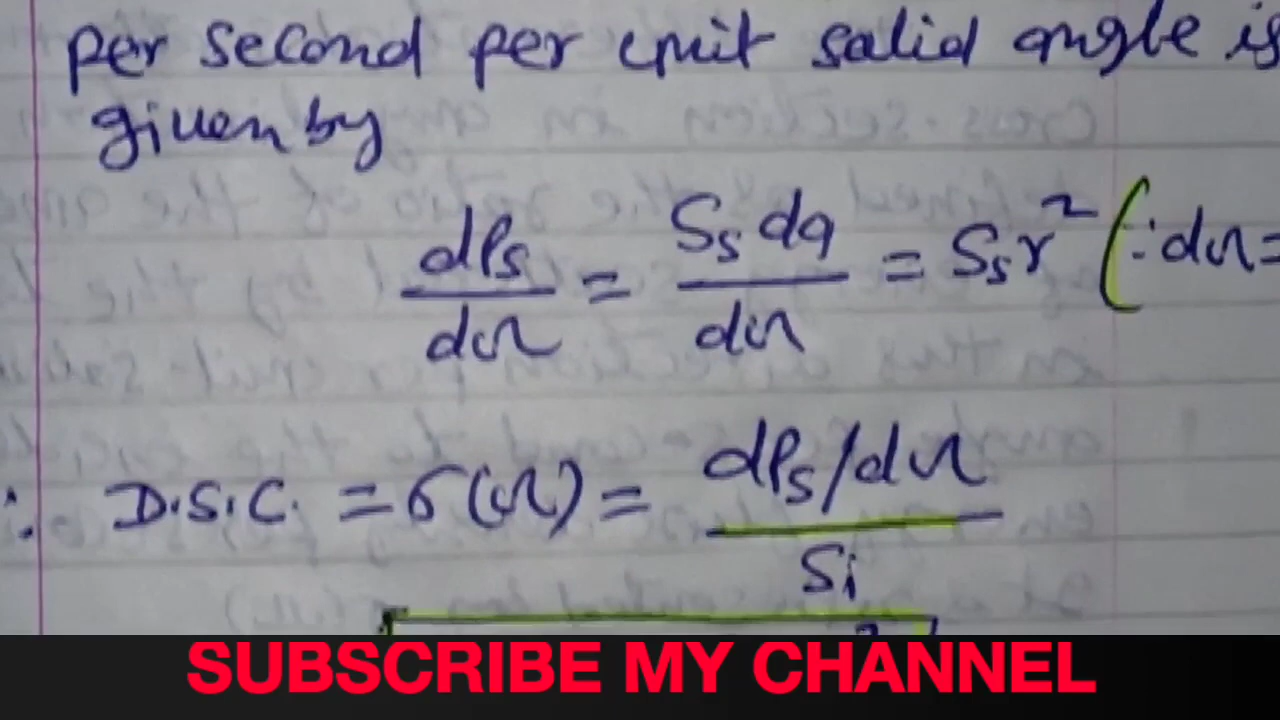 per second per unit salid angle is
given by
dPs/dΩ = Ss da/dΩ = Ss r² (∵ dΩ =
∴ D.S.C. = σ(Ω) = dPs/dΩ / Si
SUBSCRIBE MY CHANNEL